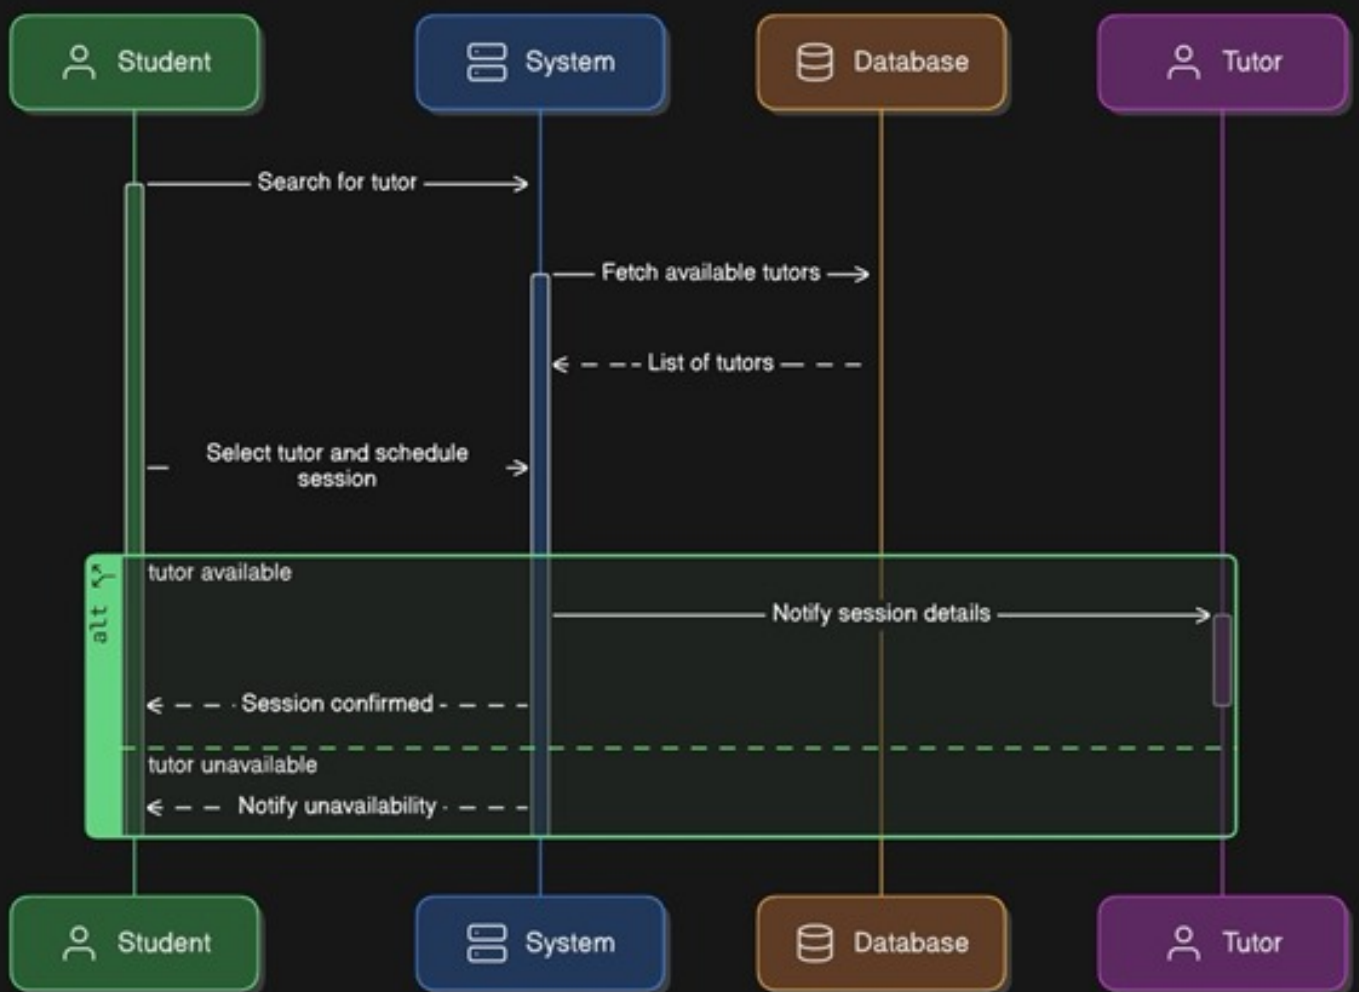 Student
System
Database
Tutor
Search for tutor
Fetch available tutors
List of tutors
Select tutor and schedule
session
alt
tutor available
Notify session details
Session confirmed
tutor unavailable
Notify unavailability
Student
System
Database
Tutor